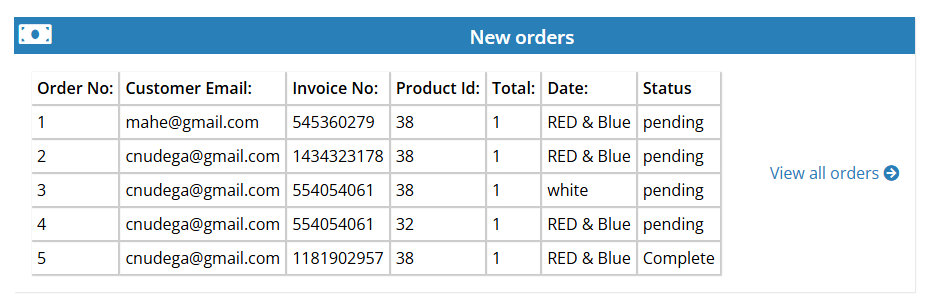 New orders
Order No: Customer Email: Invoice No: Product Id: Total: Date: Status
1 mahe@gmail.com 545360279 38 1 RED & Blue pending
2 cnudega@gmail.com 1434323178 38 1 RED & Blue pending
3 cnudega@gmail.com 554054061 38 1 white pending
4 cnudega@gmail.com 554054061 32 1 RED & Blue pending
5 cnudega@gmail.com 1181902957 38 1 RED & Blue Complete
View all orders